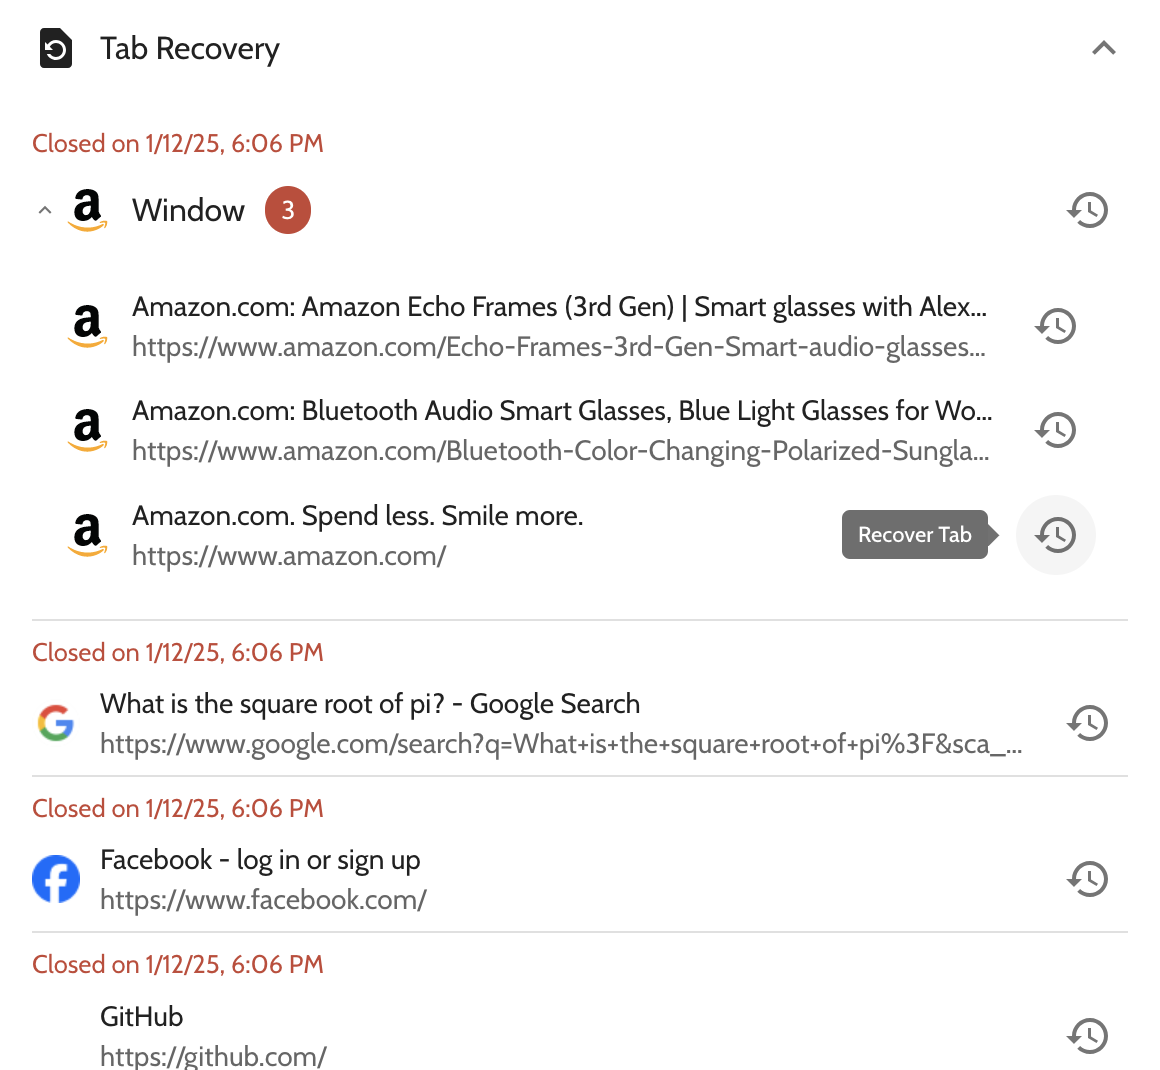 Tab Recovery
Closed on 1/12/25, 6:06 PM
Window 3
Amazon.com: Amazon Echo Frames (3rd Gen) | Smart glasses with Alex...
https://www.amazon.com/Echo-Frames-3rd-Gen-Smart-audio-glasses...
Amazon.com: Bluetooth Audio Smart Glasses, Blue Light Glasses for Wo...
https://www.amazon.com/Bluetooth-Color-Changing-Polarized-Sungla...
Amazon.com. Spend less. Smile more.
https://www.amazon.com/
Recover Tab
Closed on 1/12/25, 6:06 PM
What is the square root of pi? - Google Search
https://www.google.com/search?q=What+is+the+square+root+of+pi%3F&sca_...
Closed on 1/12/25, 6:06 PM
Facebook - log in or sign up
https://www.facebook.com/
Closed on 1/12/25, 6:06 PM
GitHub
https://github.com/